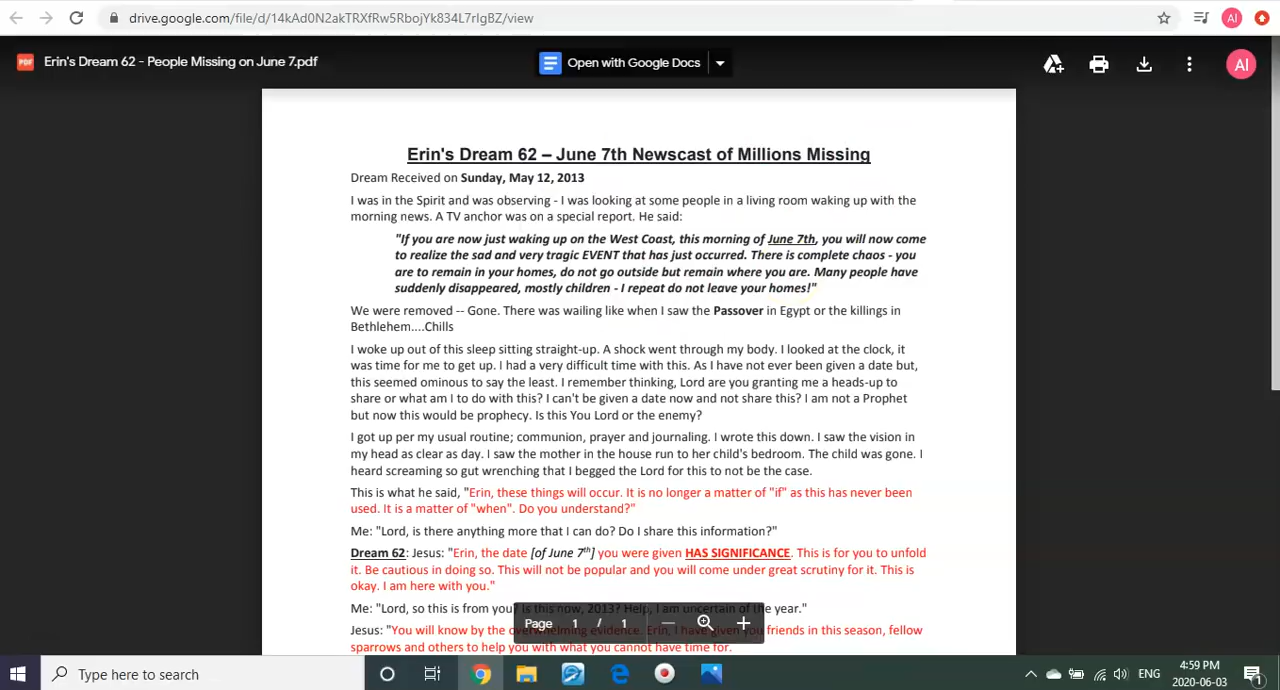 drive.google.com/file/d/14kAd0N2akTRXfRw5RbojYk834L7rIgBZ/view
AI
PDF
Erin's Dream 62 - People Missing on June 7.pdf
Open with Google Docs
AI
Erin's Dream 62 – June 7th Newscast of Millions Missing
Dream Received on Sunday, May 12, 2013
I was in the Spirit and was observing - I was looking at some people in a living room waking up with the
morning news. A TV anchor was on a special report. He said:
"If you are now just waking up on the West Coast, this morning of June 7th, you will now come
to realize the sad and very tragic EVENT that has just occurred. There is complete chaos - you
are to remain in your homes, do not go outside but remain where you are. Many people have
suddenly disappeared, mostly children - I repeat do not leave your homes!"
We were removed -- Gone. There was wailing like when I saw the Passover in Egypt or the killings in
Bethlehem....Chills
I woke up out of this sleep sitting straight-up. A shock went through my body. I looked at the clock, it
was time for me to get up. I had a very difficult time with this. As I have not ever been given a date but,
this seemed ominous to say the least. I remember thinking, Lord are you granting me a heads-up to
share or what am I to do with this? I can't be given a date now and not share this? I am not a Prophet
but now this would be prophecy. Is this You Lord or the enemy?
I got up per my usual routine; communion, prayer and journaling. I wrote this down. I saw the vision in
my head as clear as day. I saw the mother in the house run to her child's bedroom. The child was gone. I
heard screaming so gut wrenching that I begged the Lord for this to not be the case.
This is what he said, "Erin, these things will occur. It is no longer a matter of "if" as this has never been
used. It is a matter of "when". Do you understand?"
Me: "Lord, is there anything more that I can do? Do I share this information?"
Dream 62: Jesus: "Erin, the date [of June 7th] you were given HAS SIGNIFICANCE. This is for you to unfold
it. Be cautious in doing so. This will not be popular and you will come under great scrutiny for it. This is
okay. I am here with you."
Me: "Lord, so this is from you? Is this now, 2013? Help, I am uncertain of the year."
Page 1 / 1
Jesus: "You will know by the overwhelming evidence. Erin, I have given you friends in this season, fellow
sparrows and others to help you with what you cannot have time for.
Type here to search
ENG
4:59 PM
2020-06-03
1